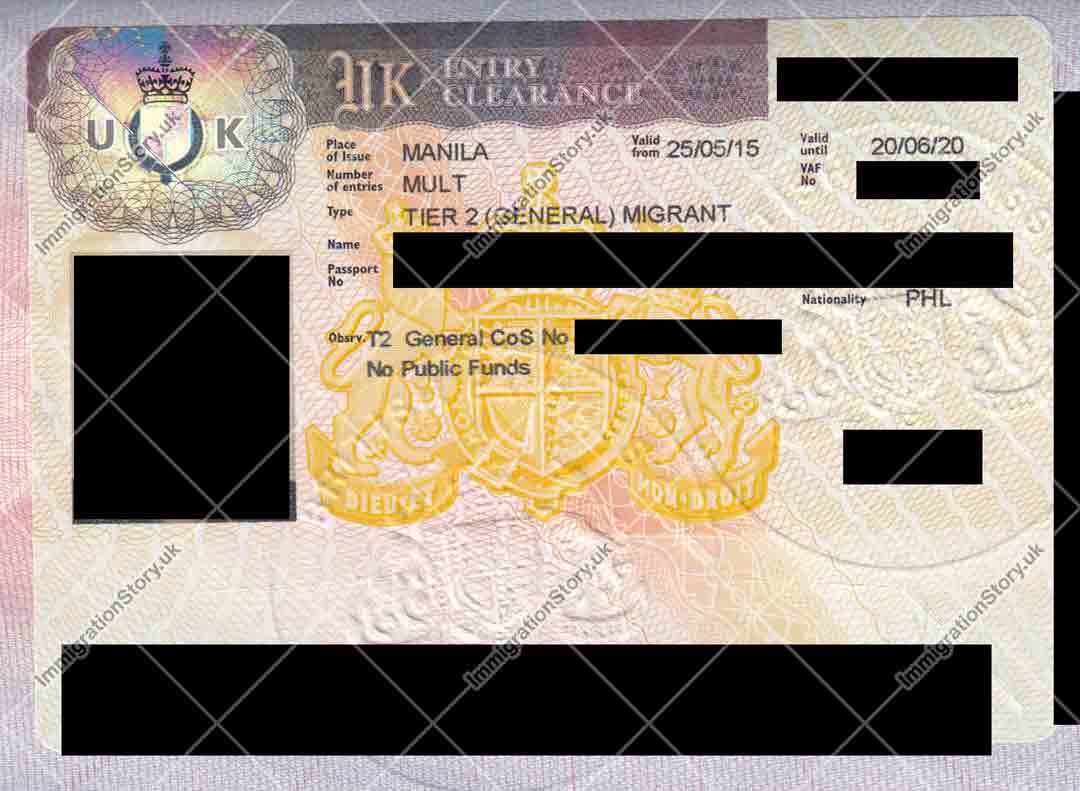 UK ENTRY CLEARANCE
U K
Place of Issue MANILA Valid from 25/05/15 Valid until 20/06/20
Number of entries MULT VAF No
Type TIER 2 (GENERAL) MIGRANT
Name
Passport No
Nationality PHL
Obsrv. T2 General CoS No
No Public Funds
DIEU ET MON DROIT
ImmigrationStory.uk
ImmigrationStory.uk
ImmigrationStory.uk
ImmigrationStory.uk
ImmigrationStory.uk
ImmigrationStory.uk